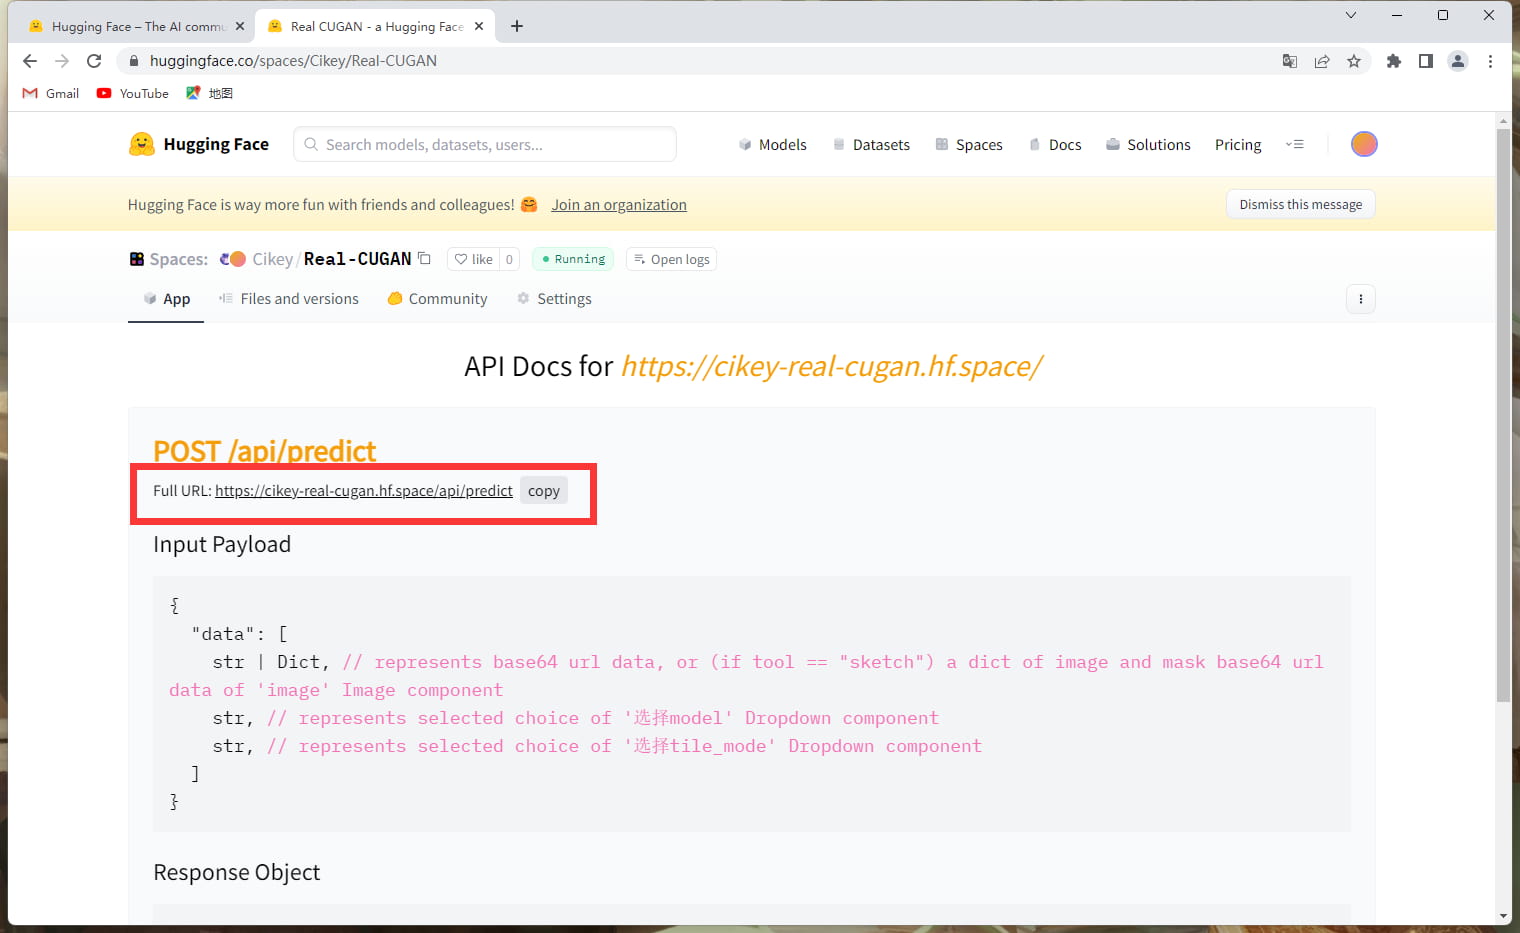 Hugging Face – The AI commu
Real CUGAN - a Hugging Face
huggingface.co/spaces/Cikey/Real-CUGAN
Gmail YouTube 地图
Hugging Face Search models, datasets, users... Models Datasets Spaces Docs Solutions Pricing
Hugging Face is way more fun with friends and colleagues! 🤗 Join an organization Dismiss this message
Spaces: Cikey/Real-CUGAN like 0 Running Open logs
App Files and versions Community Settings
API Docs for https://cikey-real-cugan.hf.space/
POST /api/predict
Full URL: https://cikey-real-cugan.hf.space/api/predict copy
Input Payload
{
"data": [
str | Dict, // represents base64 url data, or (if tool == "sketch") a dict of image and mask base64 url
data of 'image' Image component
str, // represents selected choice of '选择model' Dropdown component
str, // represents selected choice of '选择tile_mode' Dropdown component
]
}
Response Object